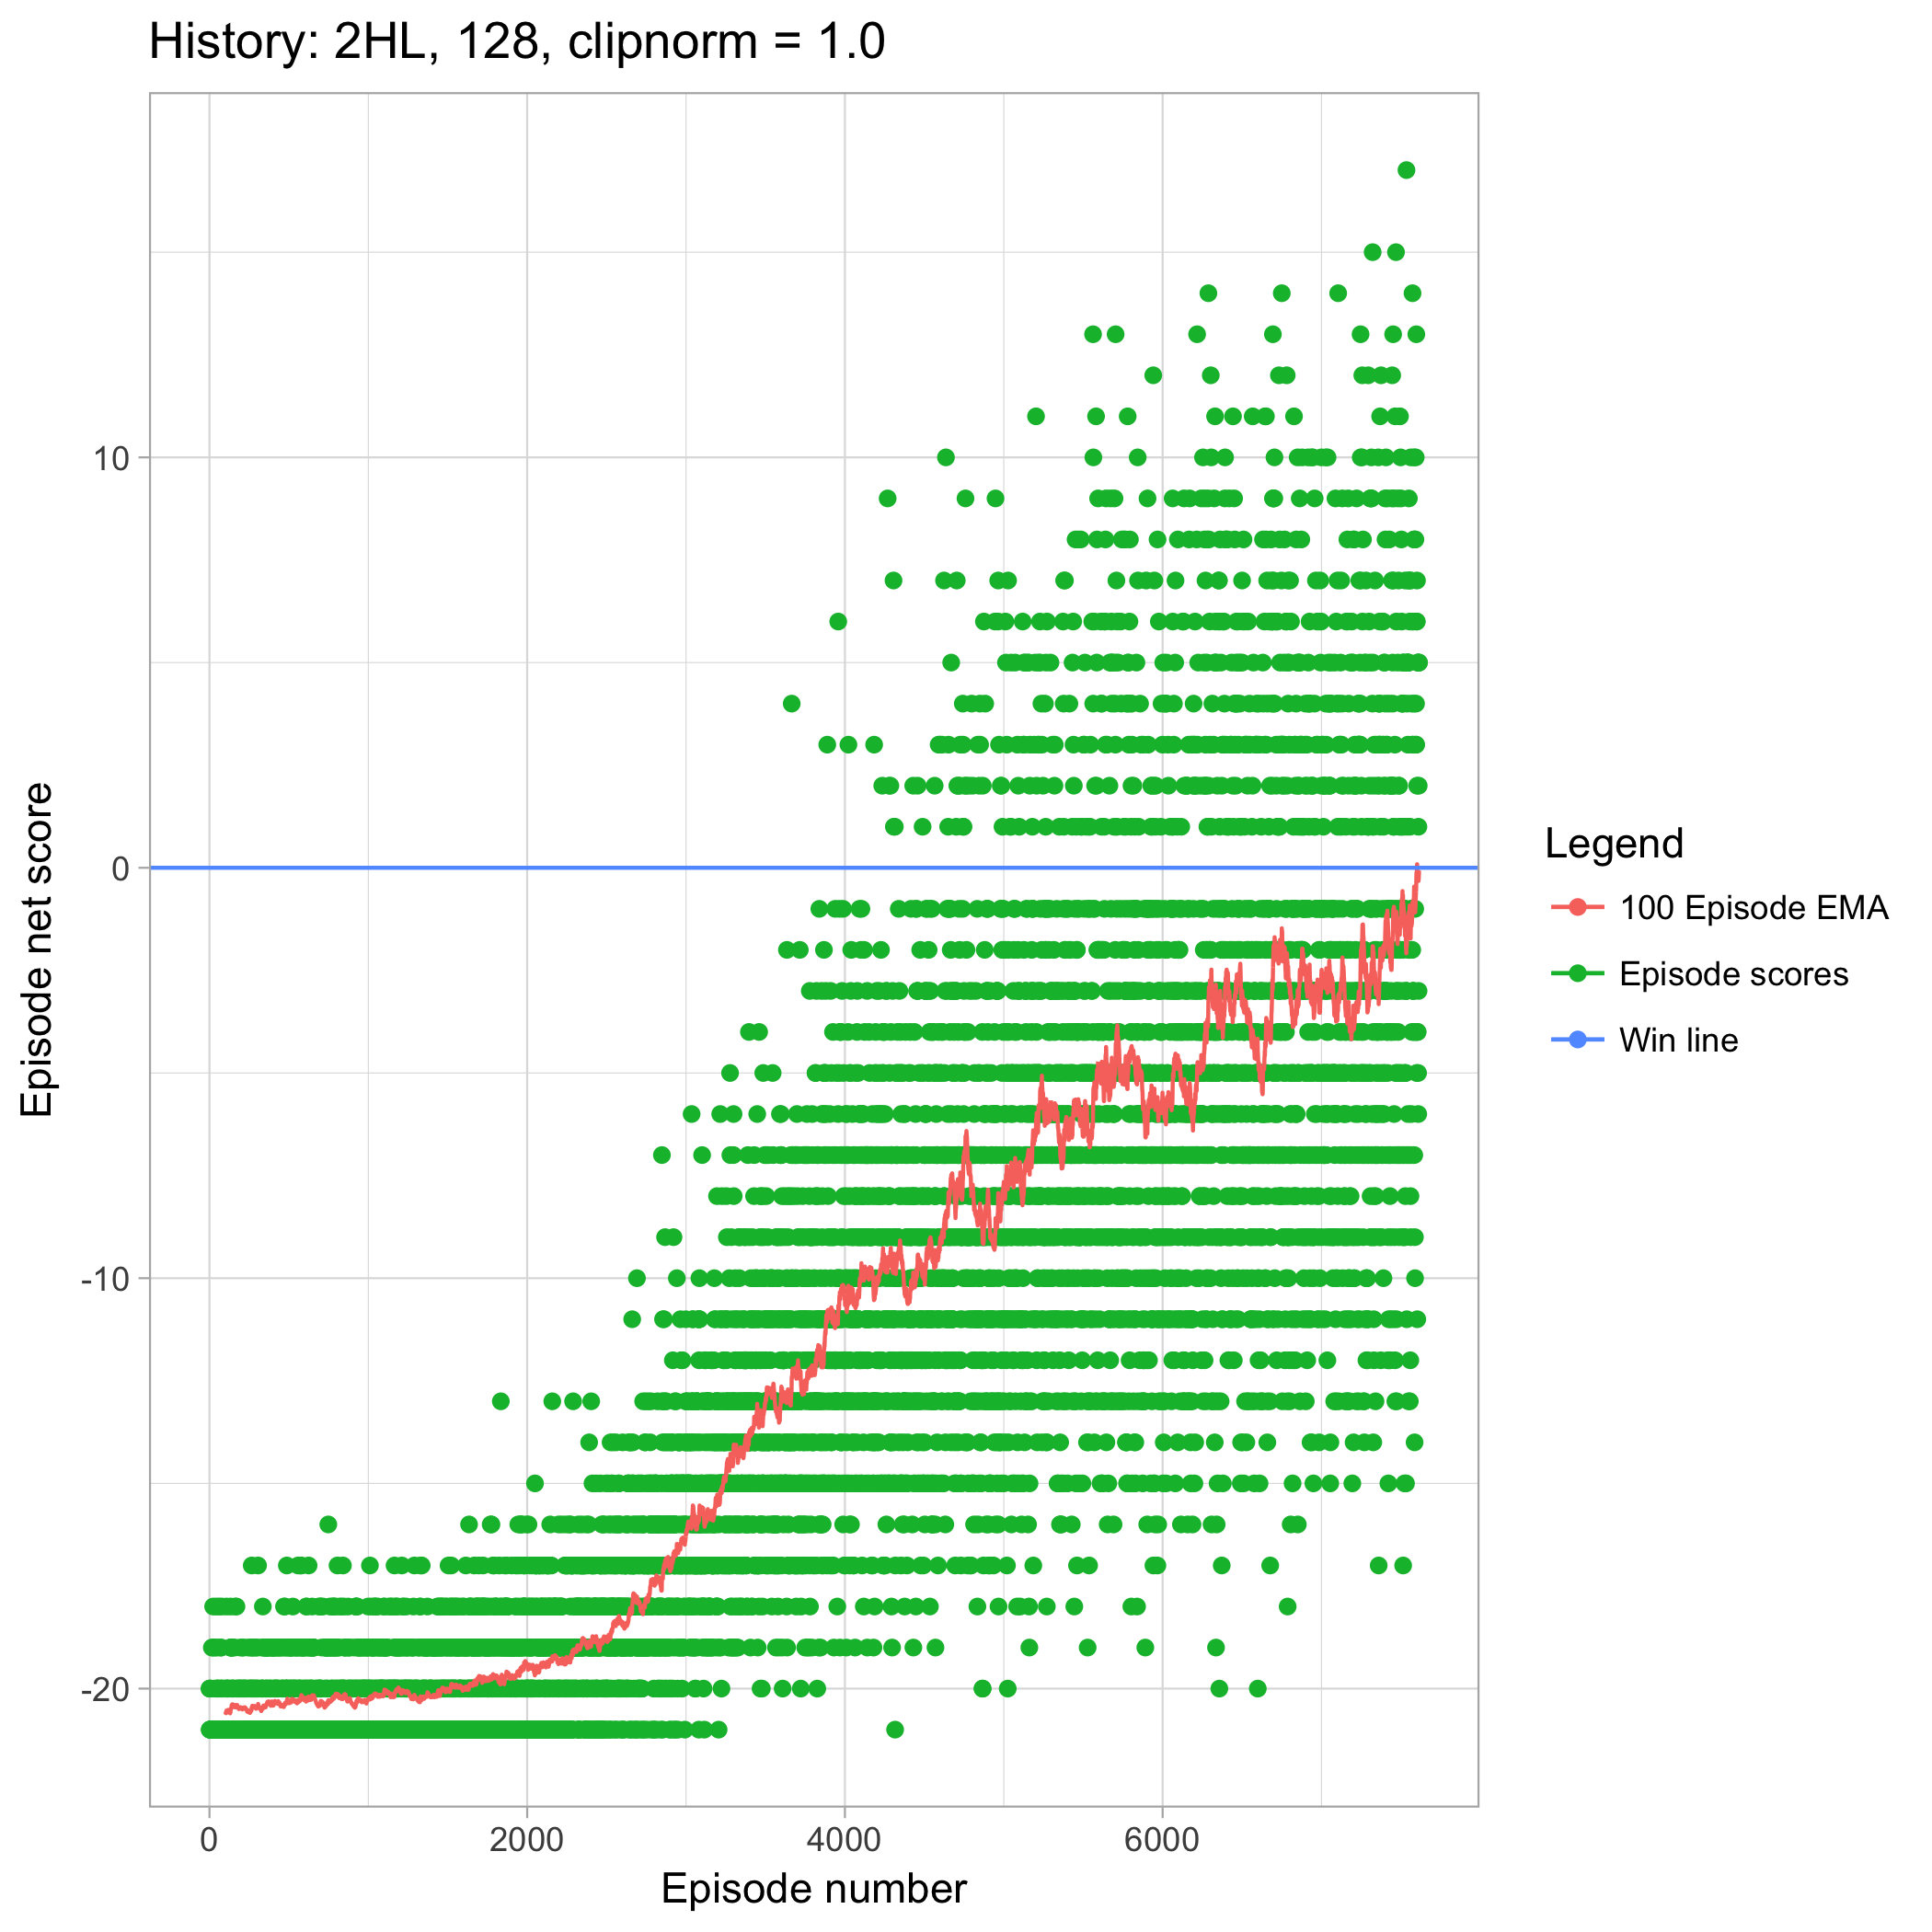 History: 2HL, 128, clipnorm = 1.0
Episode net score
10
0
-10
-20
0 2000 4000 6000
Episode number
Legend
100 Episode EMA
Episode scores
Win line